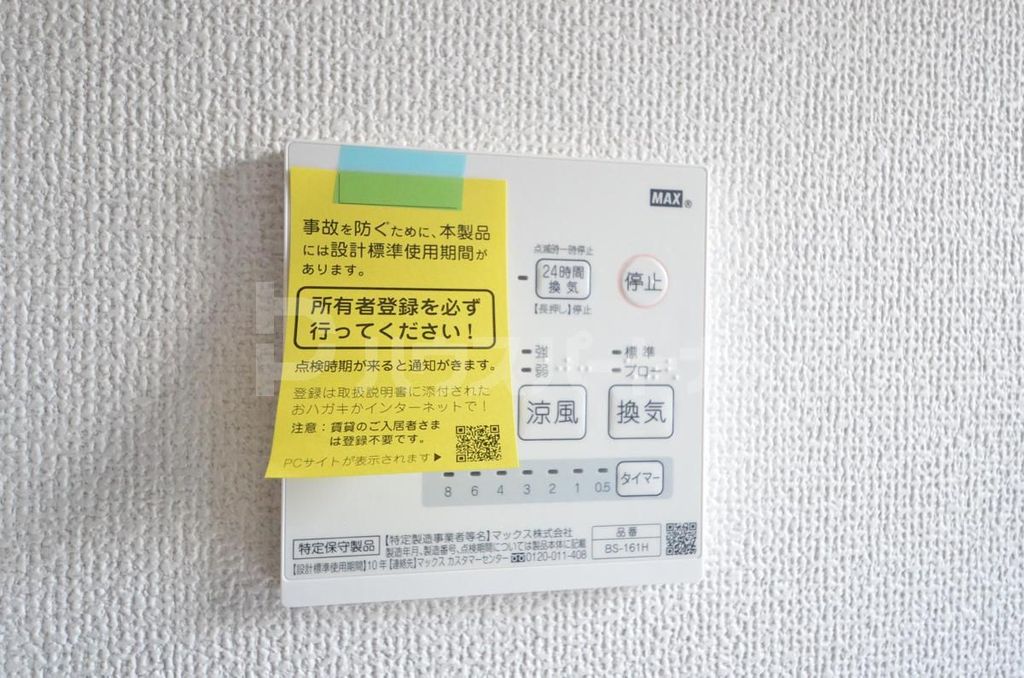 事故を防ぐために、本製品
には設計標準使用期間が
あります。
所有者登録を必ず
行ってください！
点検時期が来ると通知がきます。
登録は取扱説明書に添付された
おハガキかインターネットで！
注意：賃貸のご入居者さま
は登録不要です。
PCサイトが表示されます▶
MAX®
点滅時一時停止
24時間
換気
【長押し】停止
停止
強
弱
標準
ブロー
涼風
換気
8 6 4 3 2 1 0.5
タイマー
特定保守製品
【特定製造事業者等名】マックス株式会社
製造年月、製造番号、点検期間については製品本体に記載
【設計標準使用期間】10年【連絡先】マックス カスタマーセンター 0120-011-408
品番
BS-161H